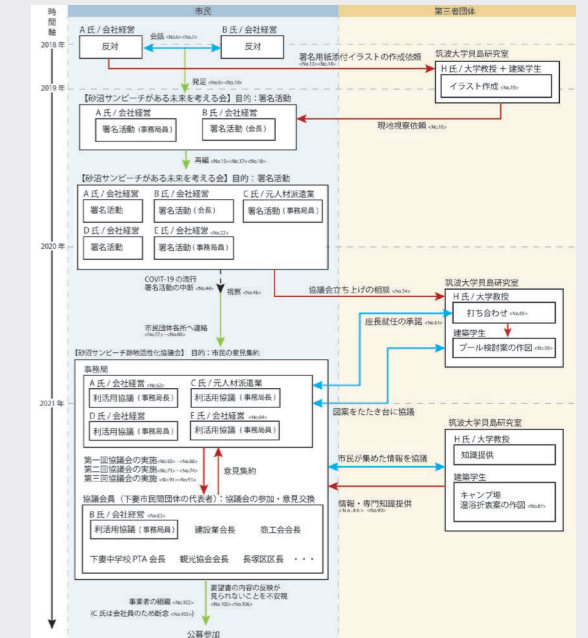 時間軸
市民
第三者団体
2018年
A氏/会社経営
反対
会話 <No.6><No.7>
B氏/会社経営
反対
署名用紙添付イラストの作成依頼
<No.13><No.14>
筑波大学貝島研究室
H氏/大学教授+建築学生
イラスト作成
発足 <No.9><No.10>
2019年
【砂沼サンビーチがある未来を考える会】目的:署名活動
A氏/会社経営
署名活動(事務局員)
B氏/会社経営
署名活動(会長)
現地視察依頼
再編
【砂沼サンビーチがある未来を考える会】目的:署名活動
A氏/会社経営
署名活動
B氏/会社経営
署名活動(会長)
C氏/元人材派遣業
署名活動(事務局員)
D氏/会社経営
署名活動
E氏/会社経営
署名活動(事務局員)
2020年
COVIT-19の流行
署名活動の中断 <No.44>
視察 <No.46>
協議会立ち上げの相談 <No.54>
筑波大学貝島研究室
H氏/大学教授
打ち合わせ
座長就任の承諾
建築学生
プール検討案の作図
市民団体各所へ連絡
【砂沼サンビーチ跡地活性化協議会】目的:市民の意見集約
事務局
A氏/会社経営
利活用協議(事務局長)
C氏/元人材派遣業
利活用協議(事務局員)
2021年
D氏/会社経営
利活用協議(事務局員)
E氏/会社経営
利活用協議(事務局員)
図案をたたき台に協議
筑波大学貝島研究室
H氏/大学教授
知識提供
第一回協議会の実施
第二回協議会の実施
第三回協議会の実施
意見集約
市民が集めた情報を協議
建築学生
キャンプ場
温浴折衷案の作図
情報・専門知識提供
協議会員(下妻市民間団体の代表者):協議会の参加・意見交換
B氏/会社経営
利活用協議(事務局員)
建設業会長
商工会会長
下妻中学校PTA会長
観光協会会長
長塚区区長
・・・
要望書の内容の反映が
見られないことを不安視
事業者の組織
(C氏は会社員のため断念
公募参加